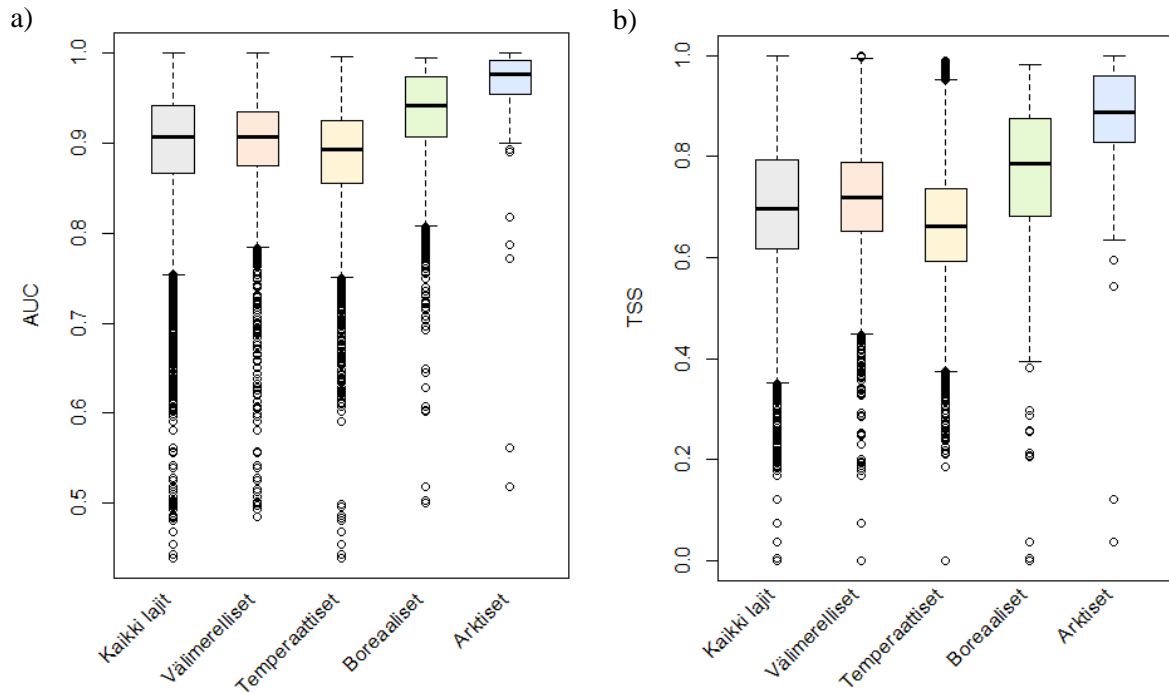 a)
AUC
1.0
0.9
0.8
0.7
0.6
0.5
Kaikki lajit
Välimerelliset
Temperaattiset
Boreaaliset
Arktiset
b)
TSS
1.0
0.8
0.6
0.4
0.2
0.0
Kaikki lajit
Välimerelliset
Temperaattiset
Boreaaliset
Arktiset